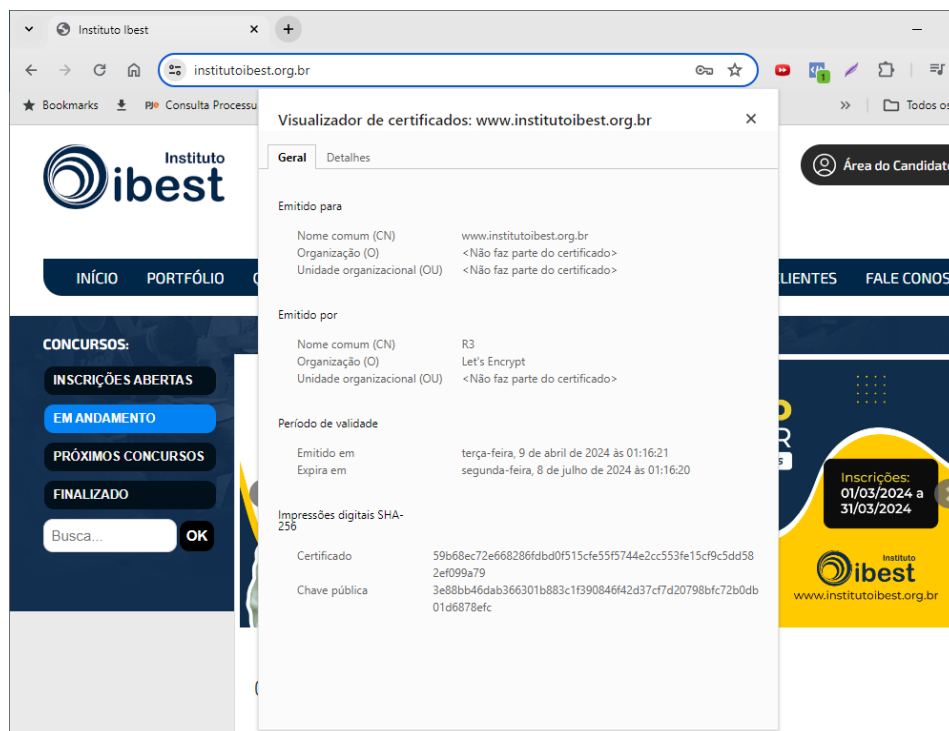 Instituto Ibest
institutoibest.org.br
Bookmarks PJe Consulta Processu
Todos os
Visualizador de certificados: www.institutoibest.org.br
Geral Detalhes
Instituto
ibest
Área do Candidato
INÍCIO PORTFÓLIO
CLIENTES FALE CONOS
Emitido para
Nome comum (CN) www.institutoibest.org.br
Organização (O) <Não faz parte do certificado>
Unidade organizacional (OU) <Não faz parte do certificado>
Emitido por
Nome comum (CN) R3
Organização (O) Let's Encrypt
Unidade organizacional (OU) <Não faz parte do certificado>
Período de validade
Emitido em terça-feira, 9 de abril de 2024 às 01:16:21
Expira em segunda-feira, 8 de julho de 2024 às 01:16:20
Impressões digitais SHA-
256
Certificado 59b68ec72e668286fdbd0f515cfe55f5744e2cc553fe15cf9c5dd58
2ef099a79
Chave pública 3e88bb46dab366301b883c1f390846f42d37cf7d20798bfc72b0db
01d6878efc
CONCURSOS:
INSCRIÇÕES ABERTAS
EM ANDAMENTO
PRÓXIMOS CONCURSOS
FINALIZADO
Busca... OK
Inscrições:
01/03/2024 a
31/03/2024
Instituto
ibest
www.institutoibest.org.br